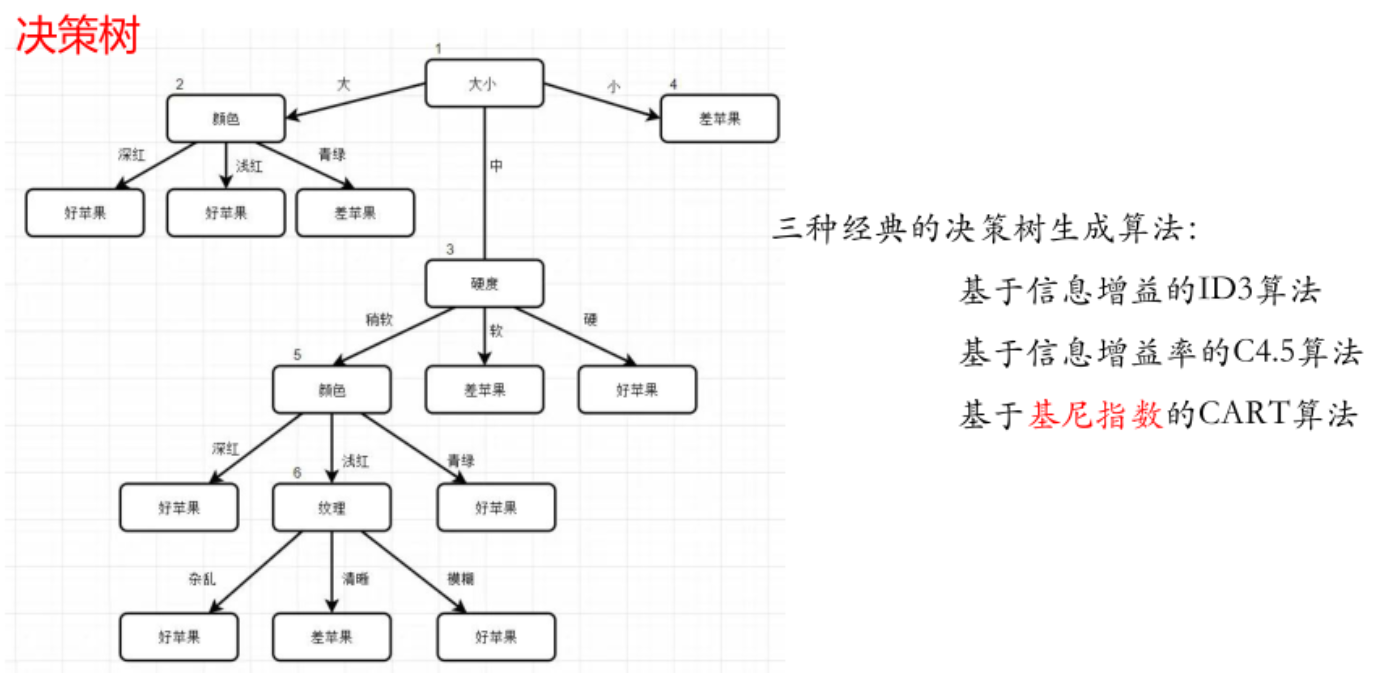 决策树
1
大小
大
小
2
4
颜色
差苹果
深红
浅红
青绿
中
好苹果
好苹果
差苹果
3
硬度
稍软
软
硬
5
颜色
差苹果
好苹果
深红
浅红
青绿
6
好苹果
纹理
好苹果
杂乱
清晰
模糊
好苹果
差苹果
好苹果
三种经典的决策树生成算法:
基于信息增益的ID3算法
基于信息增益率的C4.5算法
基于基尼指数的CART算法